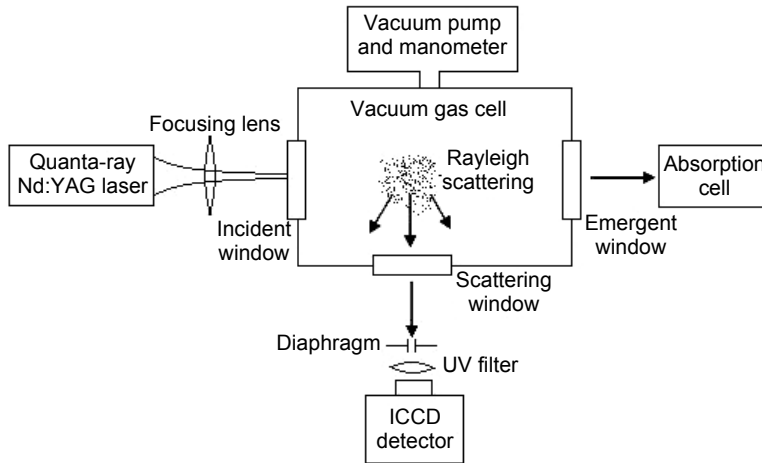 Vacuum pump
and manometer
Vacuum gas cell
Focusing lens
Quanta-ray
Nd:YAG laser
Rayleigh
scattering
Absorption
cell
Incident
window
Emergent
window
Scattering
window
Diaphragm
UV filter
ICCD
detector